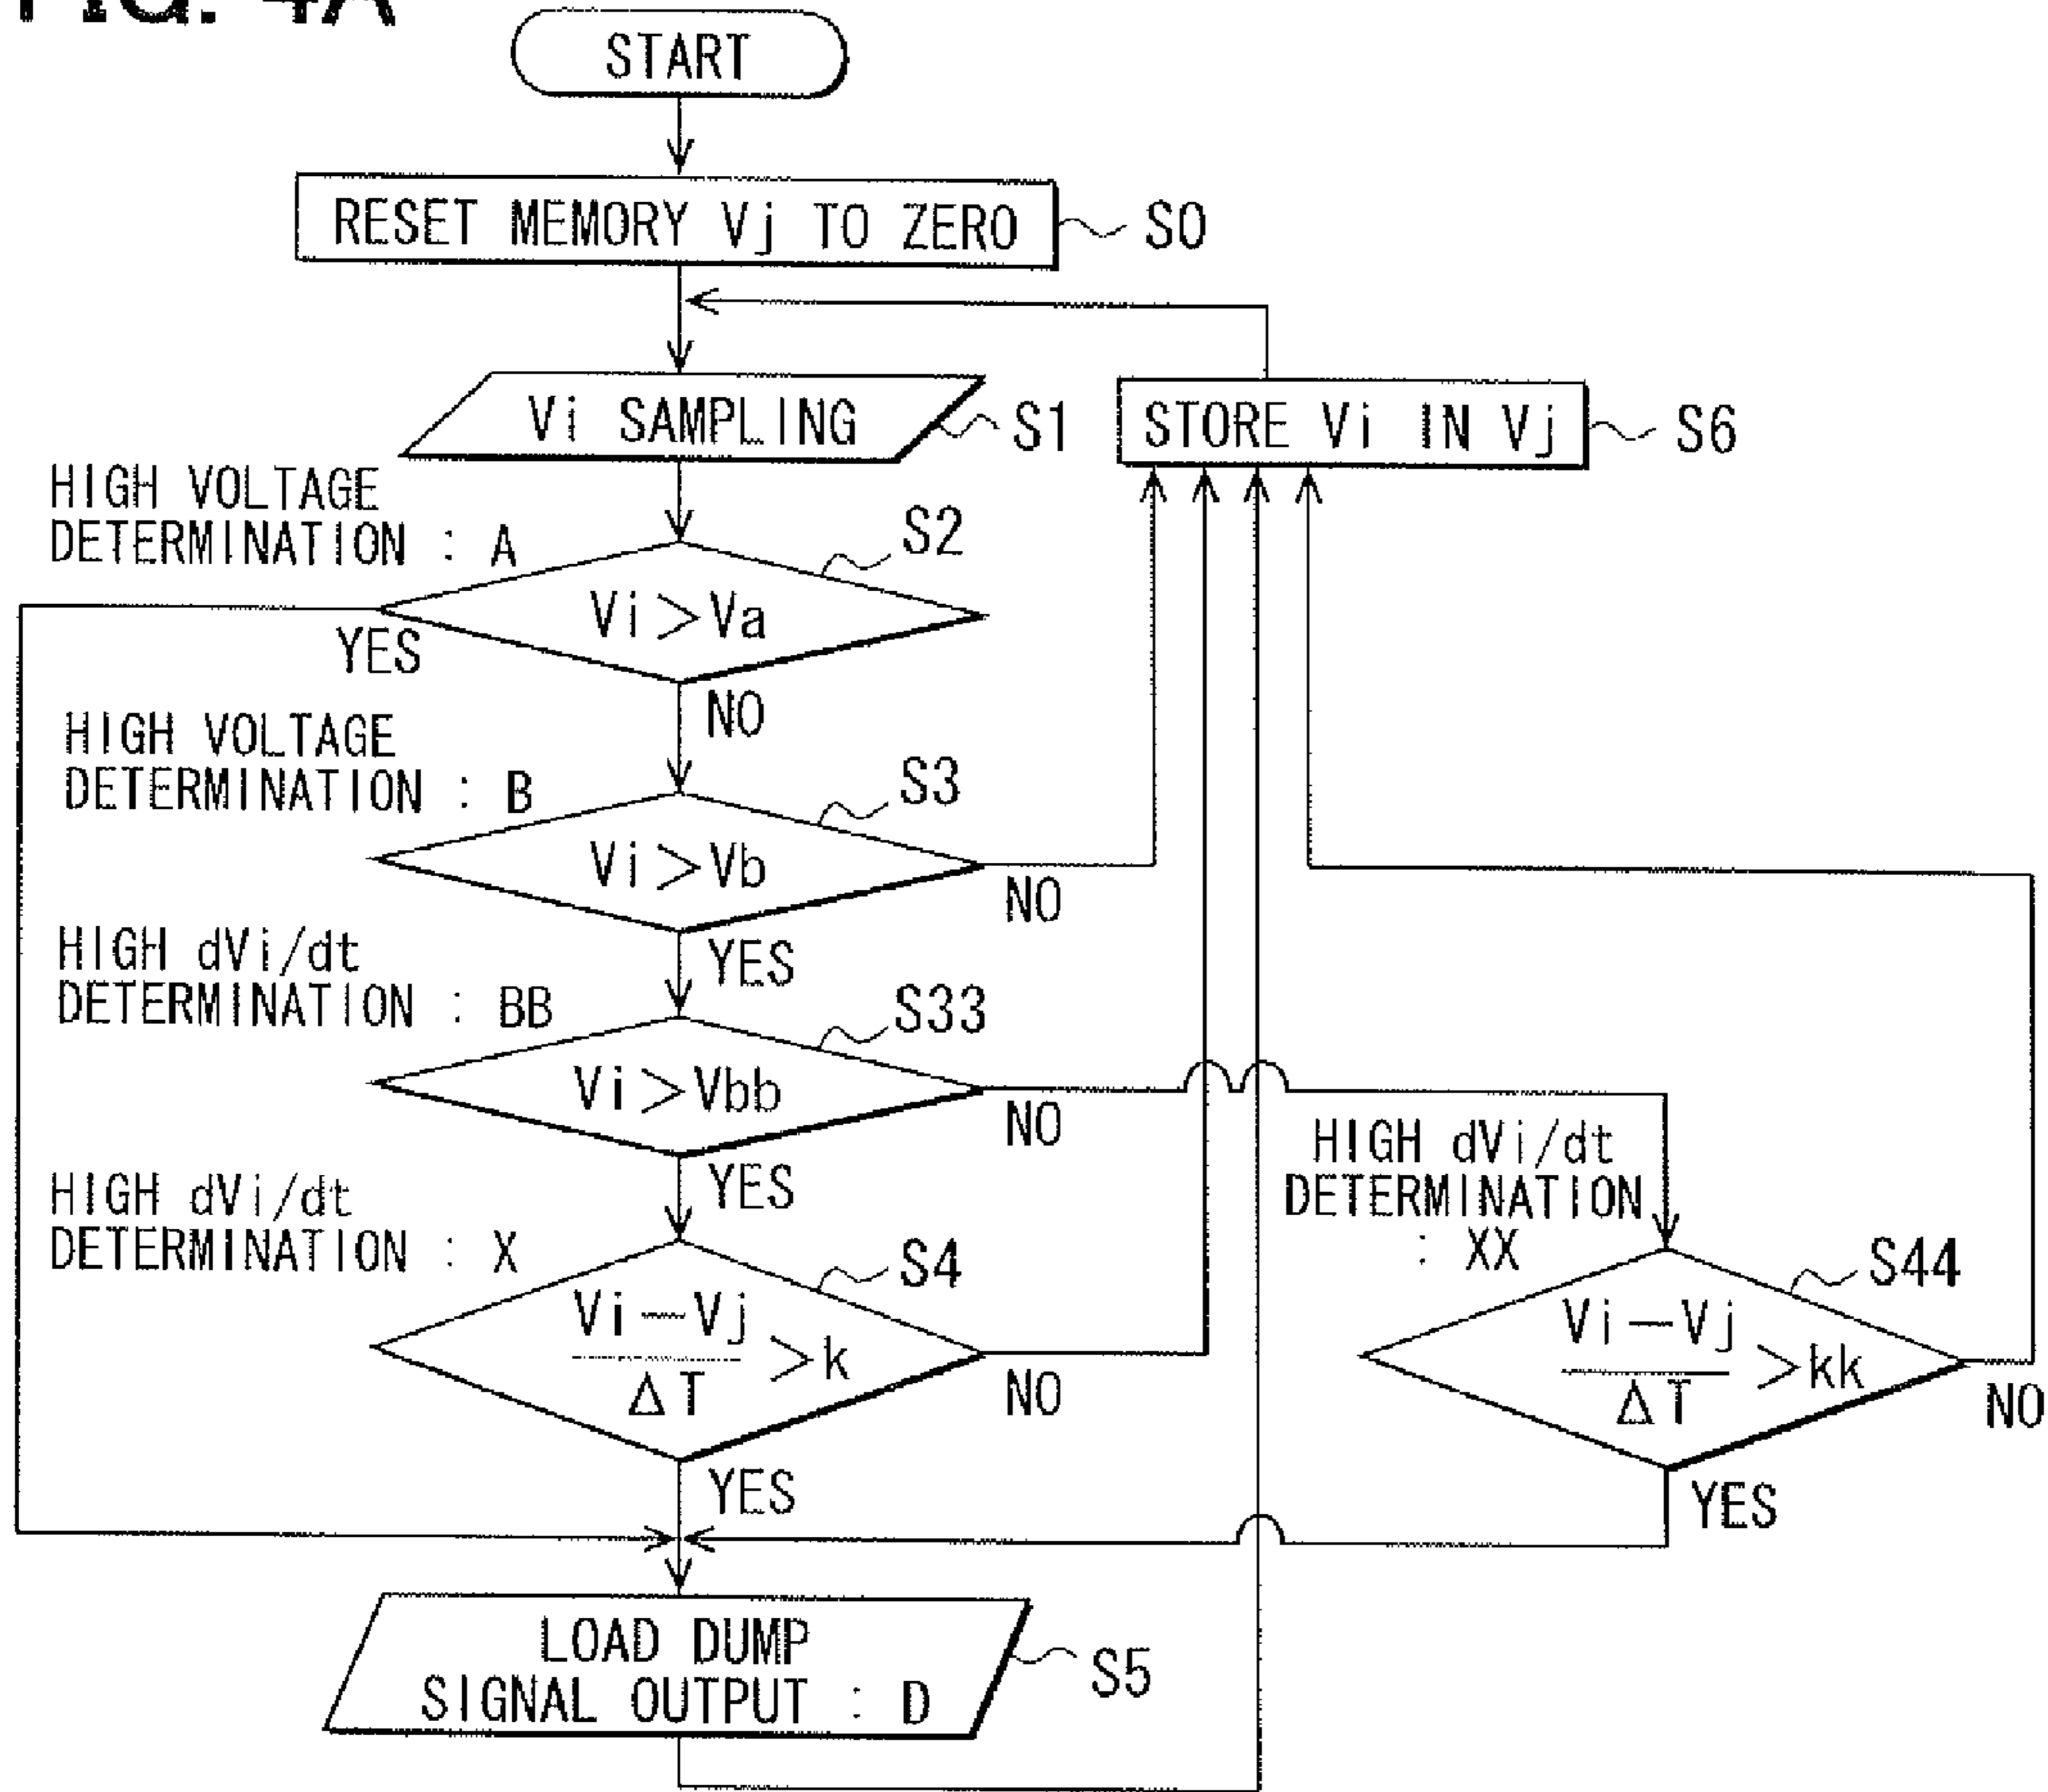 FIG. 4A
START
RESET MEMORY Vj TO ZERO
S0
Vi SAMPLING
S1
STORE Vi IN Vj
S6
HIGH VOLTAGE
DETERMINATION : A
S2
Vi>Va
YES
NO
HIGH VOLTAGE
DETERMINATION : B
S3
Vi>Vb
NO
YES
HIGH dVi/dt
DETERMINATION : BB
S33
Vi>Vbb
NO
YES
HIGH dVi/dt
DETERMINATION
: XX
HIGH dVi/dt
DETERMINATION : X
S4
Vi−Vj
ΔT
>k
NO
YES
S44
Vi−Vj
ΔT
>kk
NO
YES
LOAD DUMP
SIGNAL OUTPUT : D
S5